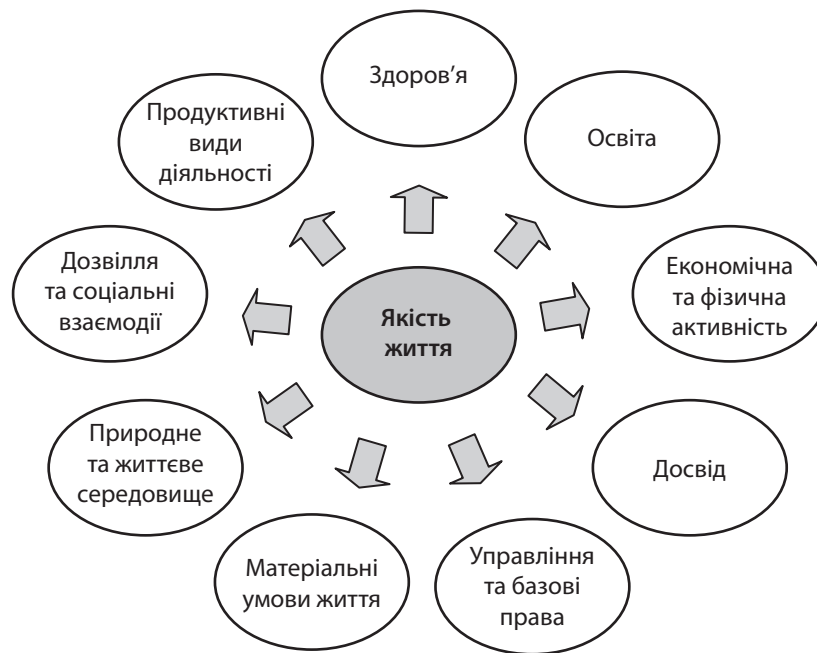 Здоров’я
Продуктивні
види
діяльності
Освіта
Дозвілля
та соціальні
взаємодії
Економічна
та фізична
активність
Якість
життя
Природне
та життєве
середовище
Досвід
Матеріальні
умови життя
Управління
та базові
права